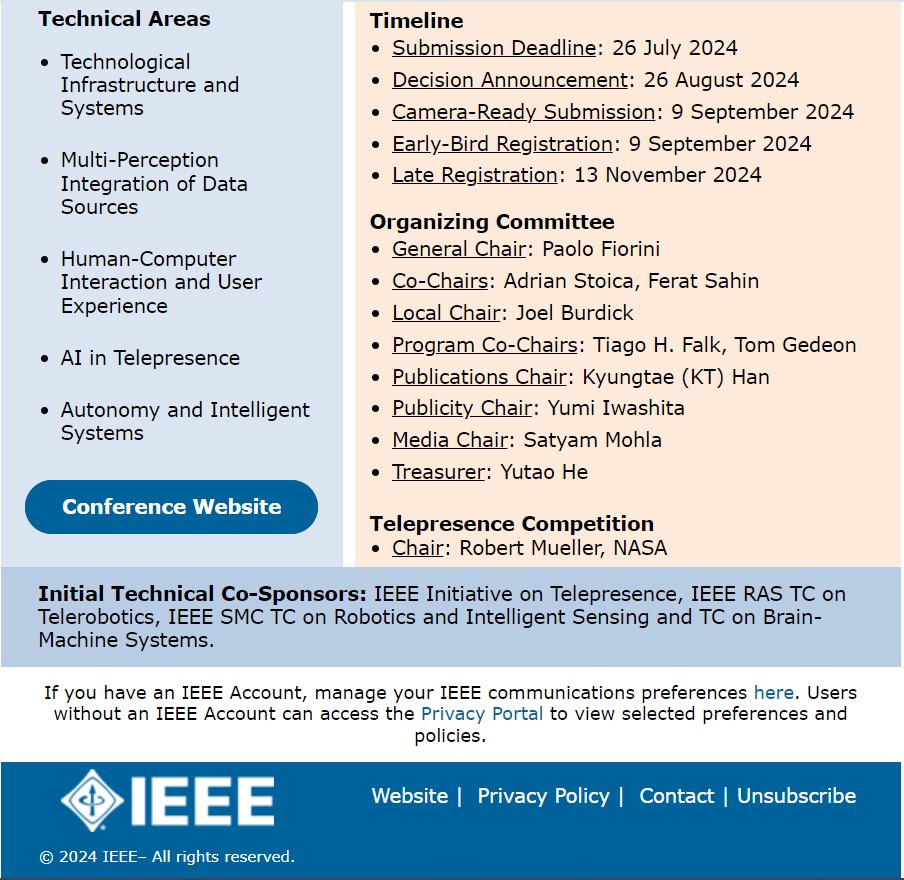 Technical Areas
• Technological
Infrastructure and
Systems
• Multi-Perception
Integration of Data
Sources
• Human-Computer
Interaction and User
Experience
• AI in Telepresence
• Autonomy and Intelligent
Systems
Conference Website
Timeline
• Submission Deadline: 26 July 2024
• Decision Announcement: 26 August 2024
• Camera-Ready Submission: 9 September 2024
• Early-Bird Registration: 9 September 2024
• Late Registration: 13 November 2024
Organizing Committee
• General Chair: Paolo Fiorini
• Co-Chairs: Adrian Stoica, Ferat Sahin
• Local Chair: Joel Burdick
• Program Co-Chairs: Tiago H. Falk, Tom Gedeon
• Publications Chair: Kyungtae (KT) Han
• Publicity Chair: Yumi Iwashita
• Media Chair: Satyam Mohla
• Treasurer: Yutao He
Telepresence Competition
• Chair: Robert Mueller, NASA
Initial Technical Co-Sponsors: IEEE Initiative on Telepresence, IEEE RAS TC on
Telerobotics, IEEE SMC TC on Robotics and Intelligent Sensing and TC on Brain-
Machine Systems.
If you have an IEEE Account, manage your IEEE communications preferences here. Users
without an IEEE Account can access the Privacy Portal to view selected preferences and
policies.
IEEE
Website | Privacy Policy | Contact | Unsubscribe
© 2024 IEEE– All rights reserved.